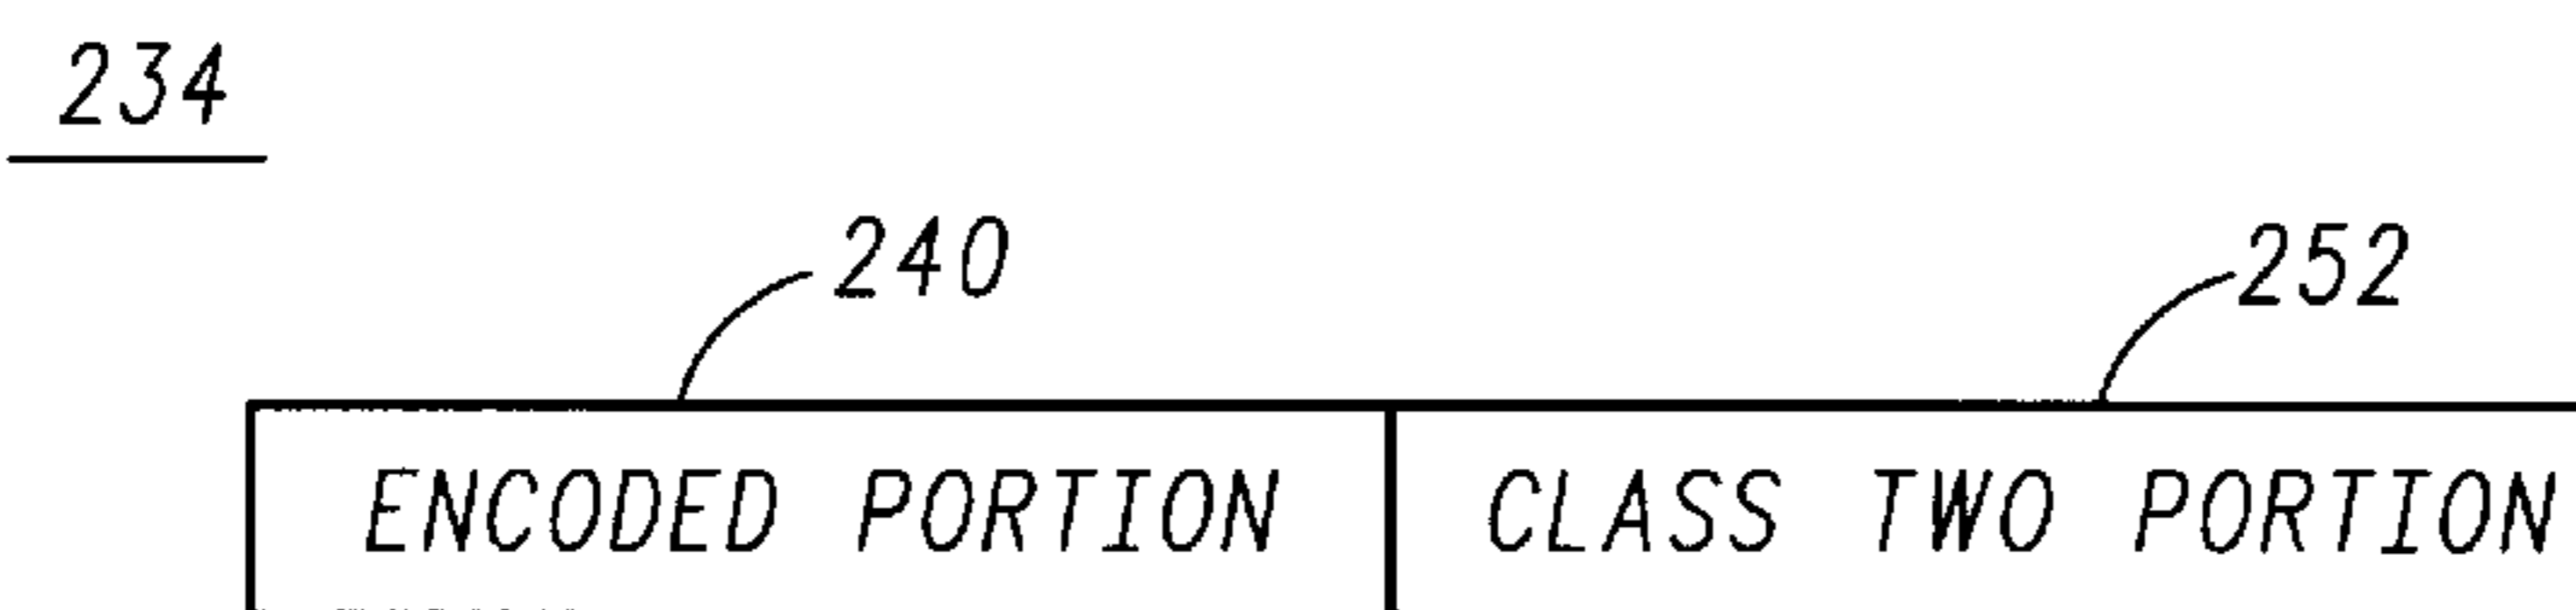 234
240 252
ENCODED PORTION CLASS TWO PORTION